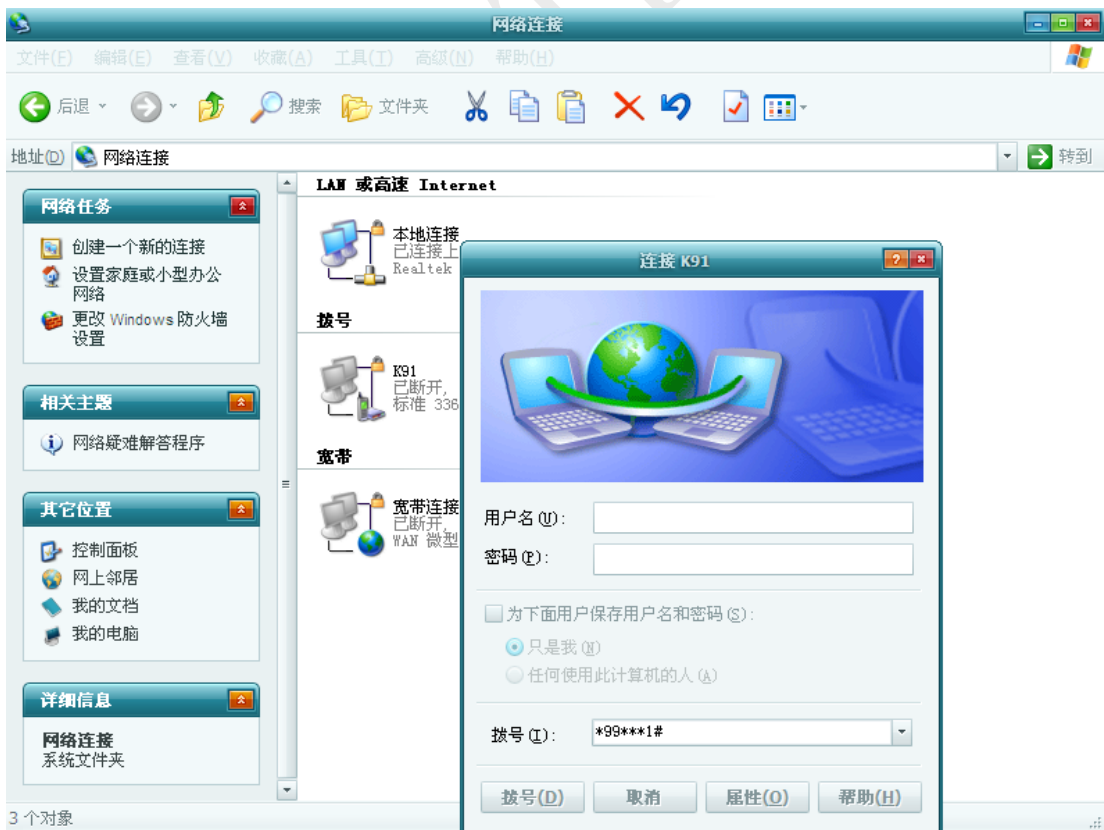 网络连接
文件(F) 编辑(E) 查看(V) 收藏(A) 工具(T) 高级(N) 帮助(H)
后退 搜索 文件夹
地址(D) 网络连接 转到
网络任务
创建一个新的连接
设置家庭或小型办公
网络
更改 Windows 防火墙
设置
相关主题
网络疑难解答程序
其它位置
控制面板
网上邻居
我的文档
我的电脑
详细信息
网络连接
系统文件夹
LAN 或高速 Internet
本地连接
已连接上
Realtek
拨号
K91
已断开,
标准 336
宽带
宽带连接
已断开,
WAN 微型
连接 K91
用户名(U):
密码(P):
为下面用户保存用户名和密码(S):
只是我(N)
任何使用此计算机的人(A)
拨号(I): *99***1#
拨号(D) 取消 属性(O) 帮助(H)
3 个对象